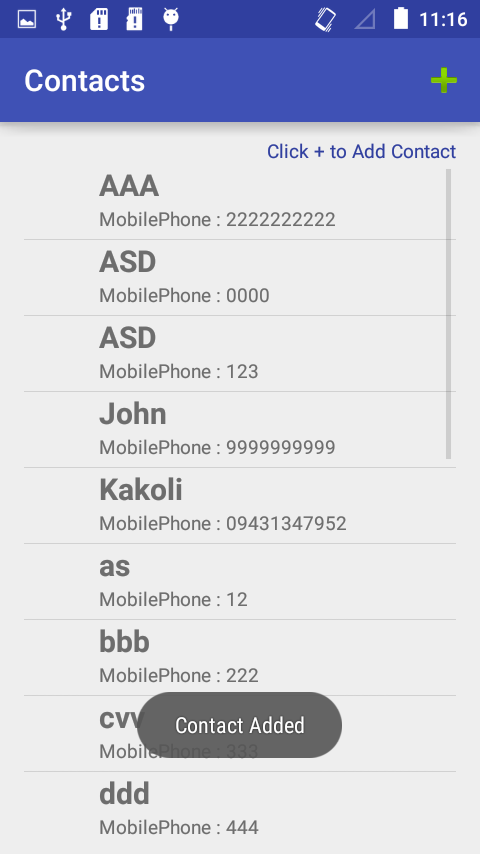 11:16
Contacts
Click + to Add Contact
AAA
MobilePhone : 2222222222
ASD
MobilePhone : 0000
ASD
MobilePhone : 123
John
MobilePhone : 9999999999
Kakoli
MobilePhone : 09431347952
as
MobilePhone : 12
bbb
MobilePhone : 222
cvv
Contact Added
MobilePhone : 333
ddd
MobilePhone : 444